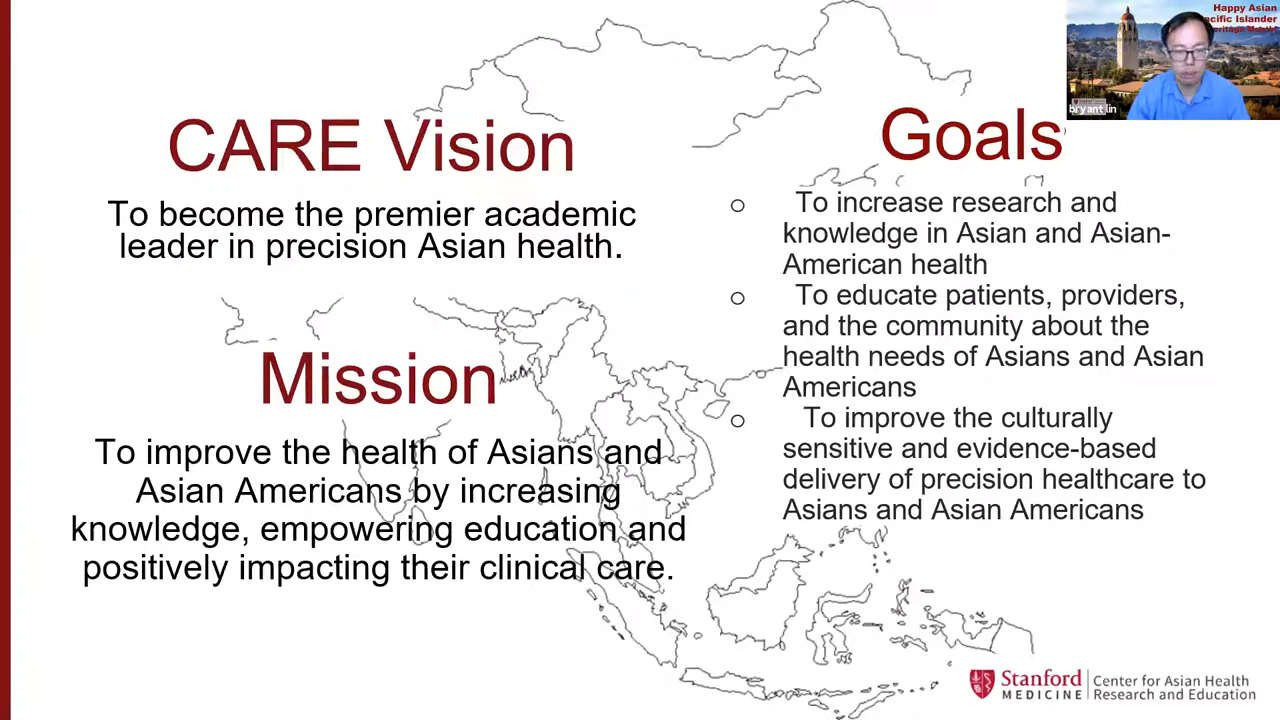 CARE Vision
To become the premier academic
leader in precision Asian health.
Mission
To improve the health of Asians and
Asian Americans by increasing
knowledge, empowering education and
positively impacting their clinical care.
Goals
To increase research and
knowledge in Asian and Asian-
American health
To educate patients, providers,
and the community about the
health needs of Asians and Asian
Americans
To improve the culturally
sensitive and evidence-based
delivery of precision healthcare to
Asians and Asian Americans
Happy Asian
acific Islander
bryant lin
Stanford
MEDICINE
Center for Asian Health
Research and Education